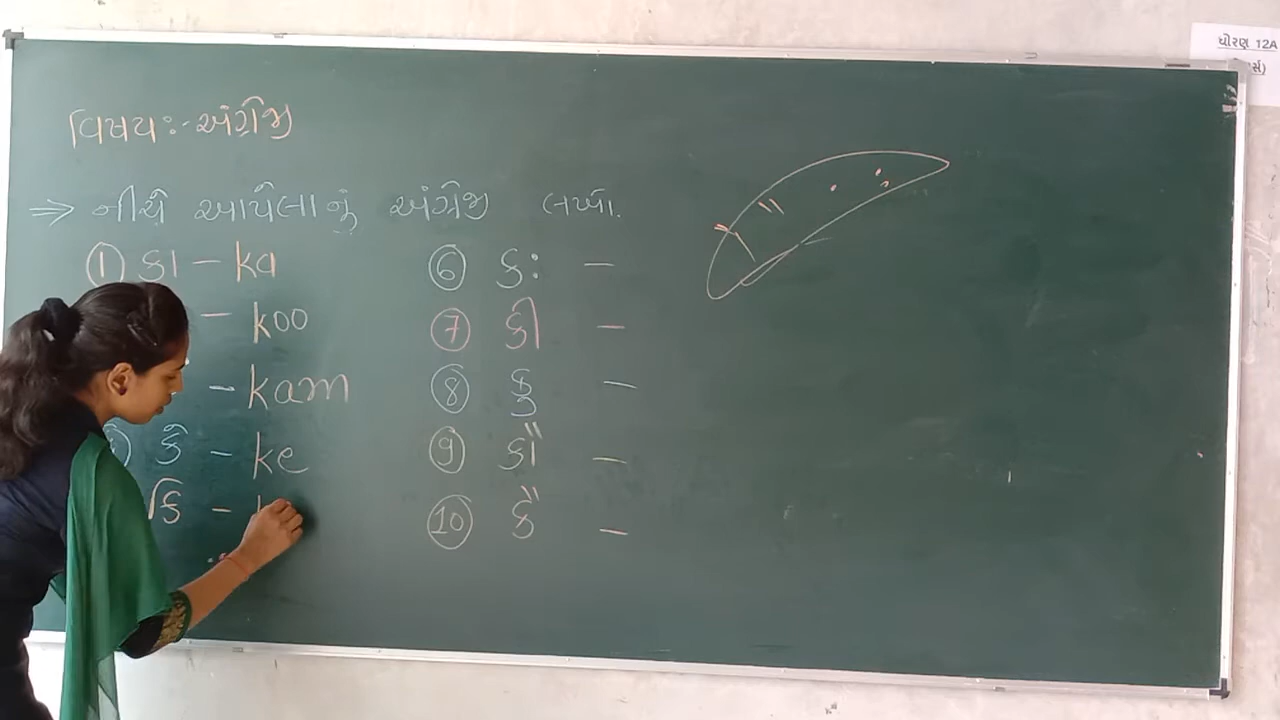 વિષય:- અંગ્રેજી
⇒ નીચે આપેલાનું અંગ્રેજી લખો.
① કા – ka
– koo
– kam
કે – ke
કિ – k
⑥ ક: –
⑦ કી –
⑧ કુ –
⑨ કૌ –
⑩ કૈ –
ધોરણ 12A